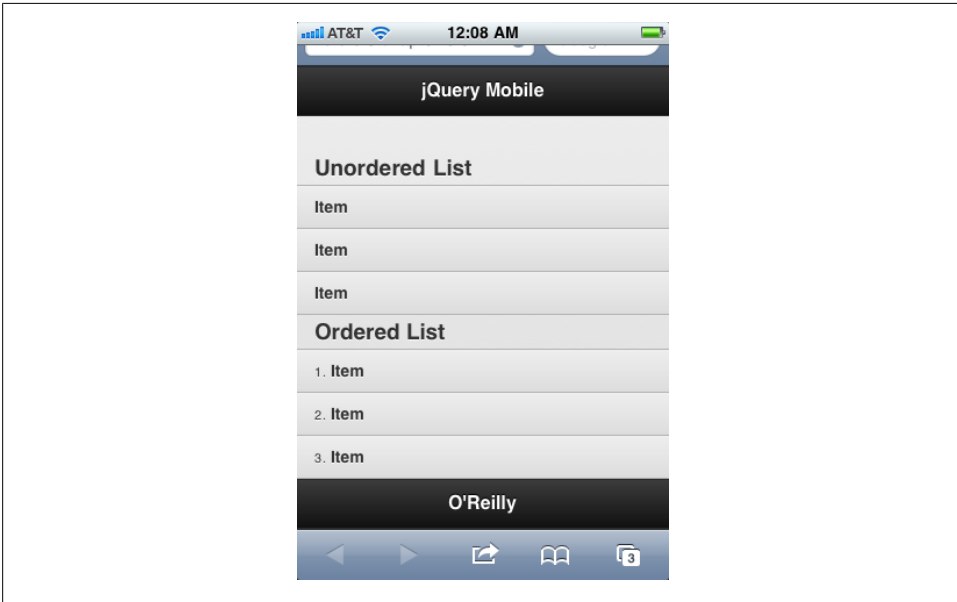 AT&T 12:08 AM
jQuery Mobile
Unordered List
Item
Item
Item
Ordered List
1. Item
2. Item
3. Item
O'Reilly
3